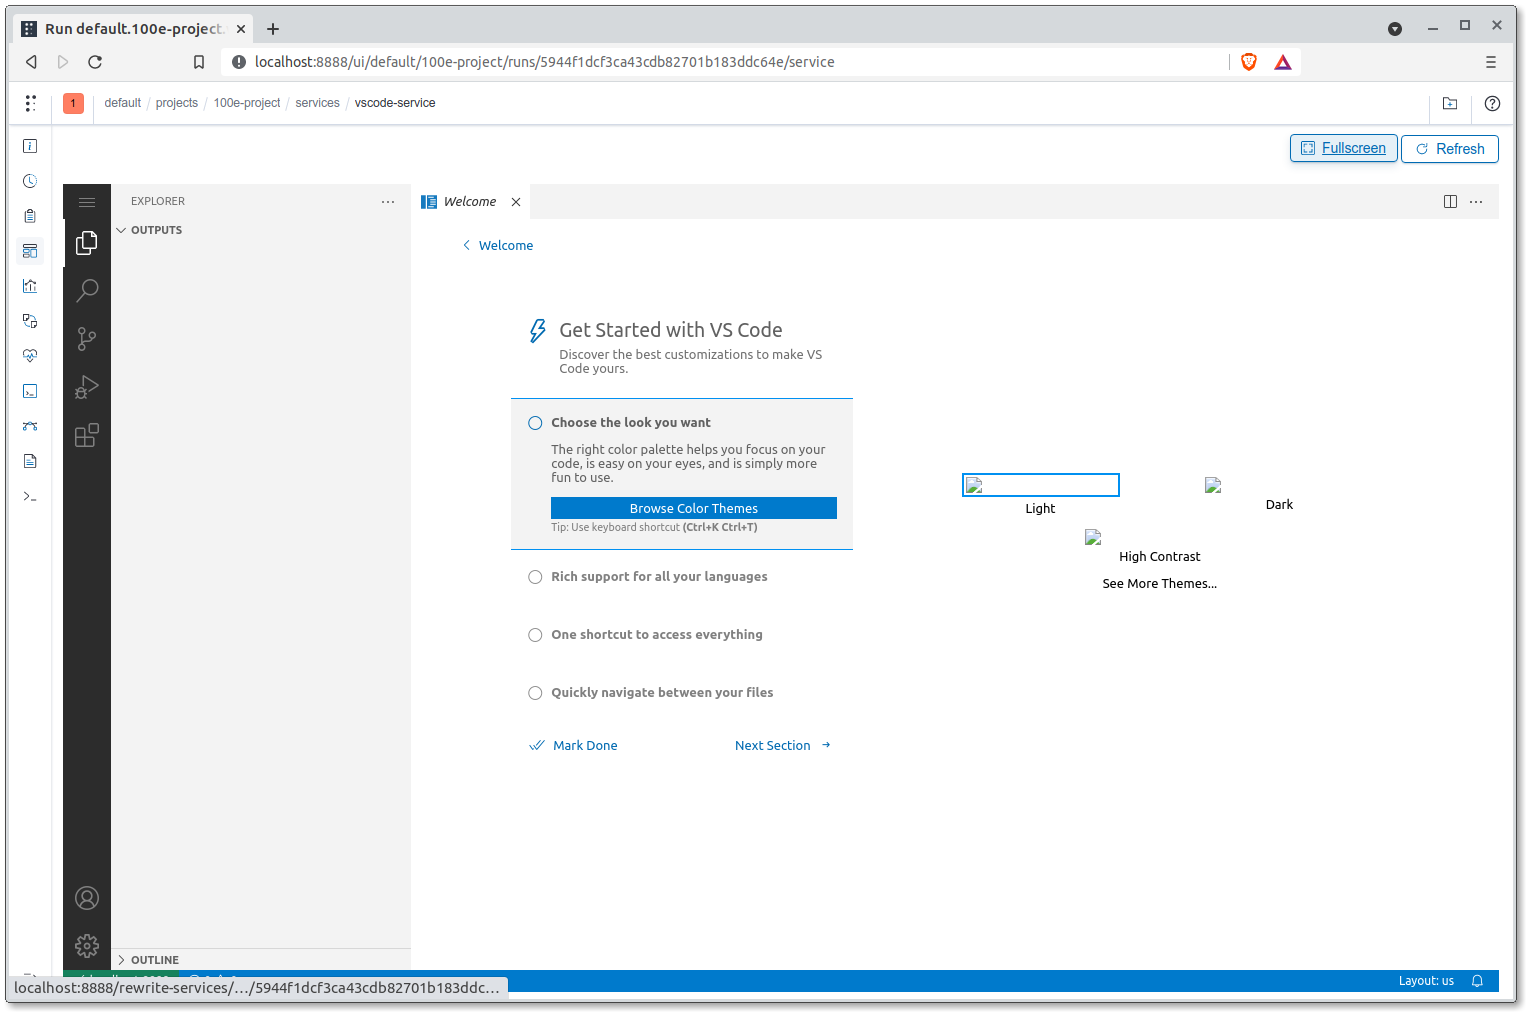 Run default.100e-project.
localhost:8888/ui/default/100e-project/runs/5944f1dcf3ca43cdb82701b183ddc64e/service
1
default / projects / 100e-project / services / vscode-service
Fullscreen
Refresh
EXPLORER
OUTPUTS
Welcome
Welcome
Get Started with VS Code
Discover the best customizations to make VS
Code yours.
Choose the look you want
The right color palette helps you focus on your
code, is easy on your eyes, and is simply more
fun to use.
Browse Color Themes
Tip: Use keyboard shortcut (Ctrl+K Ctrl+T)
Light
Dark
High Contrast
See More Themes...
Rich support for all your languages
One shortcut to access everything
Quickly navigate between your files
Mark Done
Next Section
OUTLINE
Layout: us
localhost:8888/rewrite-services/.../5944f1dcf3ca43cdb82701b183ddc...